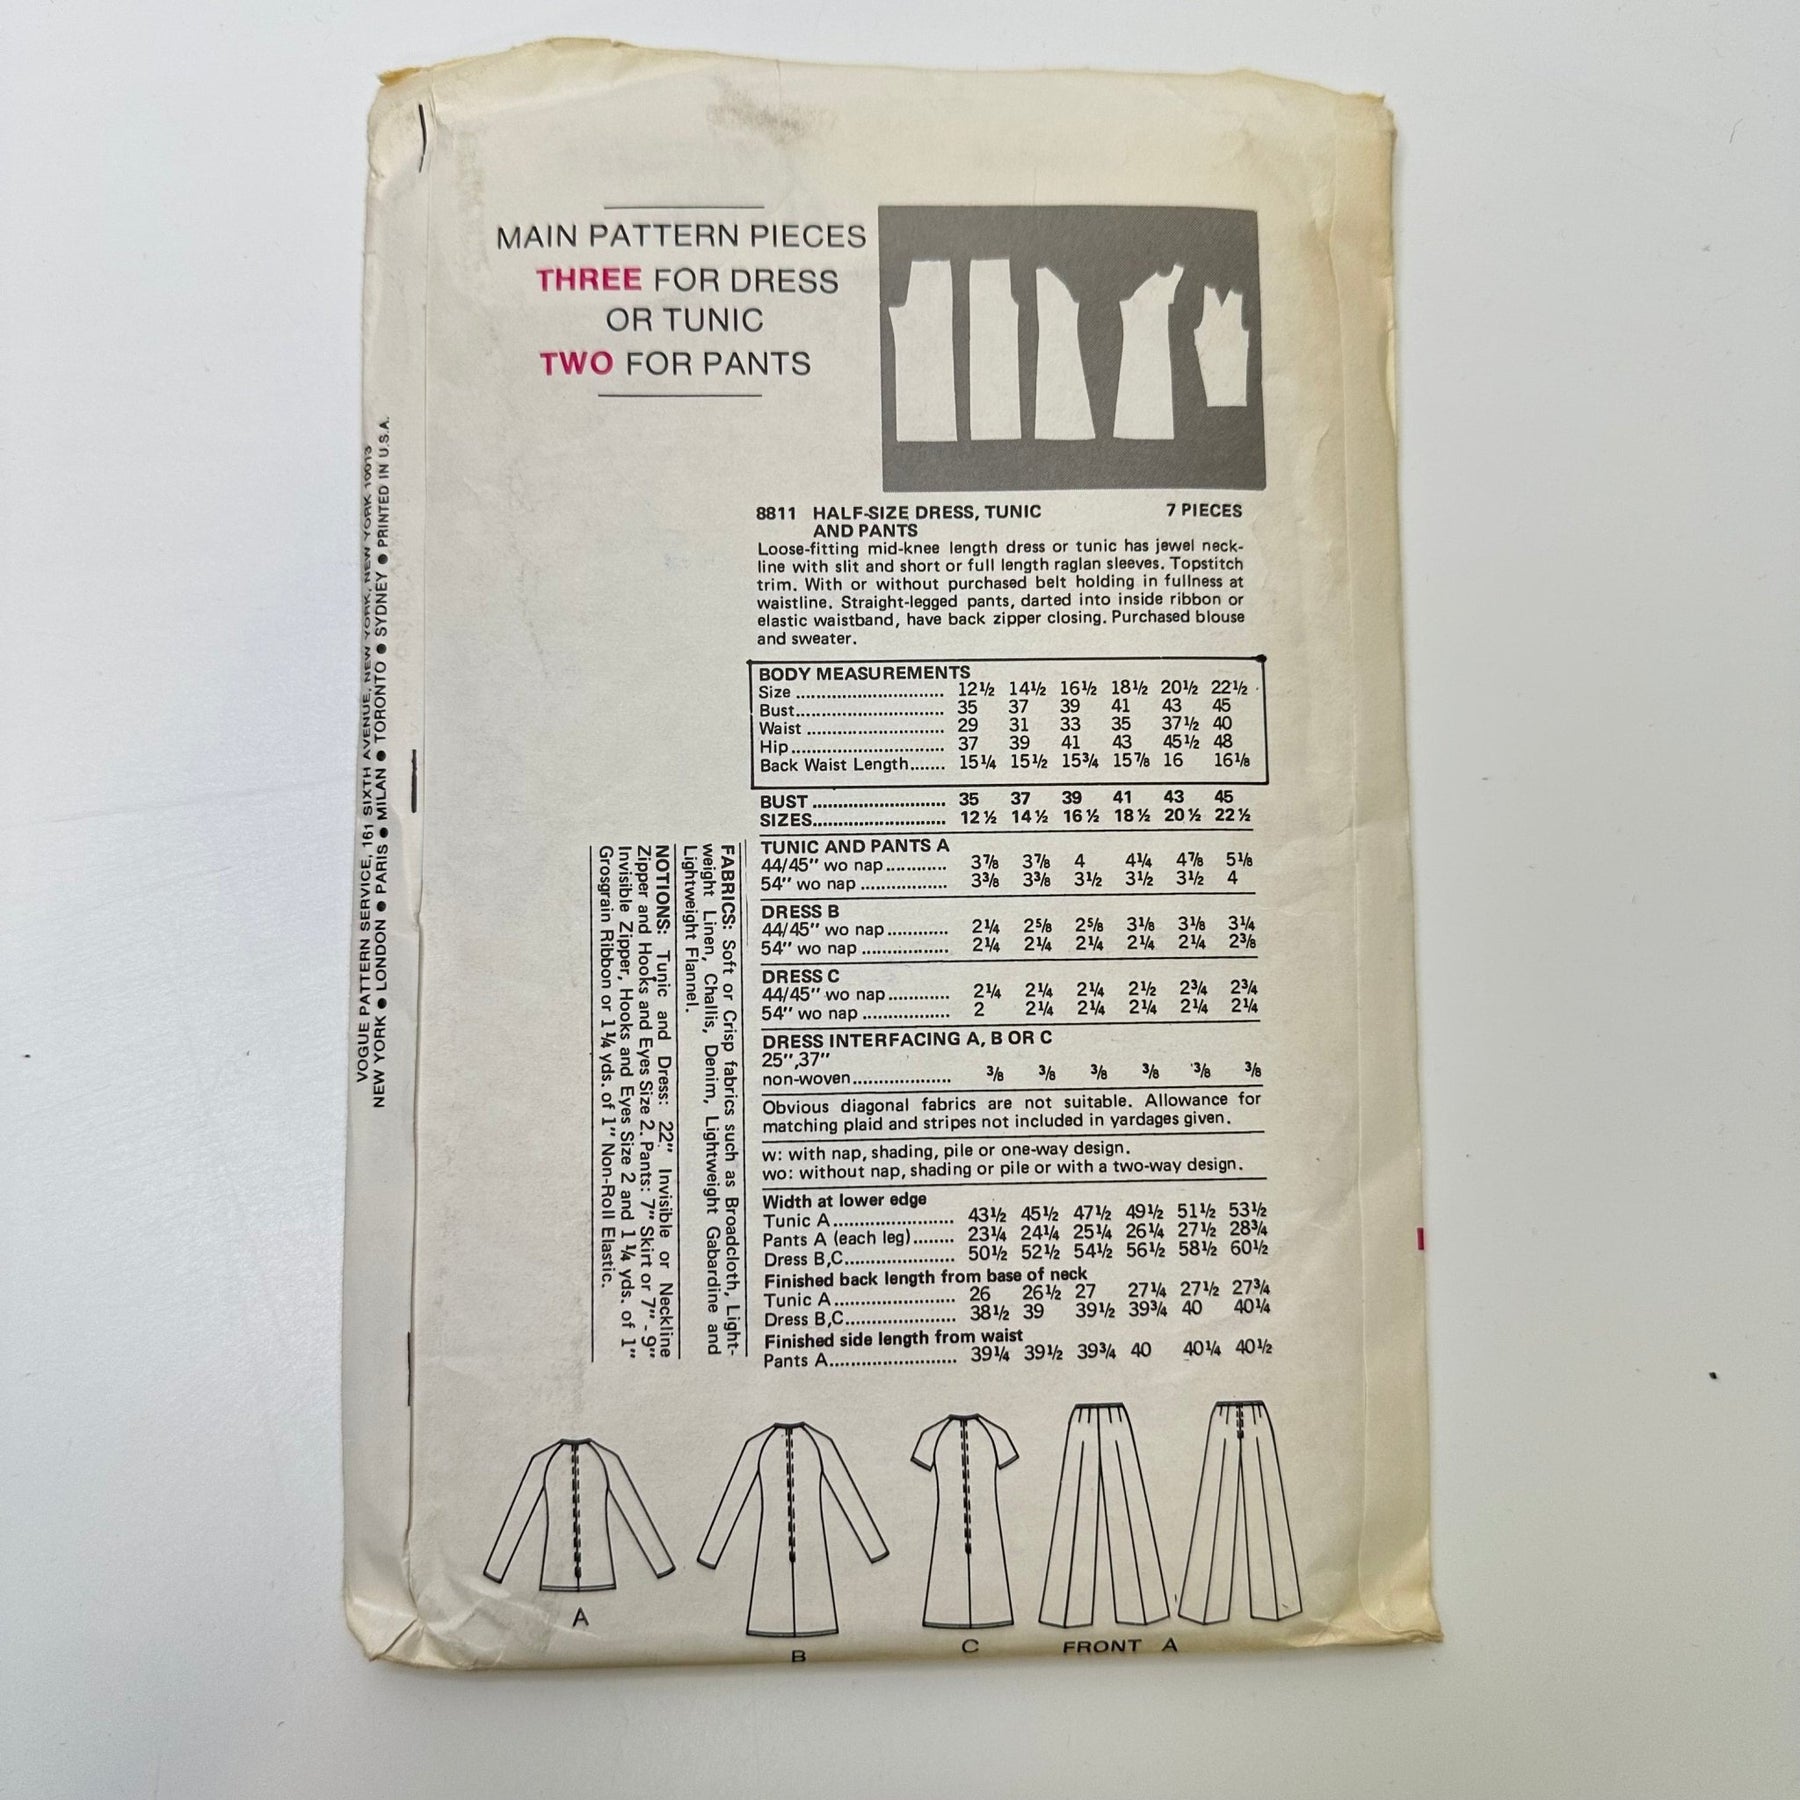 MAIN PATTERN PIECES
THREE FOR DRESS
OR TUNIC
TWO FOR PANTS
8811 HALF-SIZE DRESS, TUNIC 7 PIECES
AND PANTS
Loose-fitting mid-knee length dress or tunic has jewel neck-
line with slit and short or full length raglan sleeves. Topstitch
trim. With or without purchased belt holding in fullness at
waistline. Straight-legged pants, darted into inside ribbon or
elastic waistband, have back zipper closing. Purchased blouse
and sweater.
BODY MEASUREMENTS
Size .......................... 12½ 14½ 16½ 18½ 20½ 22½
Bust.......................... 35 37 39 41 43 45
Waist .......................... 29 31 33 35 37½ 40
Hip.......................... 37 39 41 43 45½ 48
Back Waist Length....... 15¼ 15½ 15¾ 15⅞ 16 16⅛
BUST .......................... 35 37 39 41 43 45
SIZES.......................... 12½ 14½ 16½ 18½ 20½ 22½
TUNIC AND PANTS A
44/45" wo nap............ 3⅞ 3⅞ 4 4¼ 4⅞ 5⅛
54" wo nap ................ 3⅜ 3⅜ 3½ 3½ 3½ 4
DRESS B
44/45" wo nap............ 2¼ 2⅝ 2⅝ 3⅛ 3⅛ 3¼
54" wo nap ................ 2¼ 2¼ 2¼ 2¼ 2¼ 2⅜
DRESS C
44/45" wo nap............ 2¼ 2¼ 2¼ 2½ 2¾ 2¾
54" wo nap ................ 2 2¼ 2¼ 2¼ 2¼ 2¼
DRESS INTERFACING A, B OR C
25",37"
non-woven.................... ⅜ ⅜ ⅜ ⅜ ⅜ ⅜
Obvious diagonal fabrics are not suitable. Allowance for
matching plaid and stripes not included in yardages given.
w: with nap, shading, pile or one-way design.
wo: without nap, shading or pile or with a two-way design.
Width at lower edge
Tunic A........................ 43½ 45½ 47½ 49½ 51½ 53½
Pants A (each leg)........ 23¼ 24¼ 25¼ 26¼ 27½ 28¾
Dress B,C...................... 50½ 52½ 54½ 56½ 58½ 60½
Finished back length from base of neck
Tunic A........................ 26 26½ 27 27¼ 27½ 27¾
Dress B,C...................... 38½ 39 39½ 39¾ 40 40¼
Finished side length from waist
Pants A.......................... 39¼ 39½ 39¾ 40 40¼ 40½
FABRICS: Soft or Crisp fabrics such as Broadcloth, Light-
weight Linen, Challis, Denim, Lightweight Gabardine and
Lightweight Flannel.
NOTIONS: Tunic and Dress: 22" Invisible or Neckline
Zipper and Hooks and Eyes Size 2. Pants: 7" Skirt or 7" - 9"
Invisible Zipper, Hooks and Eyes Size 2 and 1¼ yds. of 1"
Grosgrain Ribbon or 1¼ yds. of 1" Non-Roll Elastic.
VOGUE PATTERN SERVICE, 161 SIXTH AVENUE, NEW YORK, NEW YORK 10013
NEW YORK ● LONDON ● PARIS ● MILAN ● TORONTO ● SYDNEY ● PRINTED IN U.S.A.
A
B
C
FRONT A